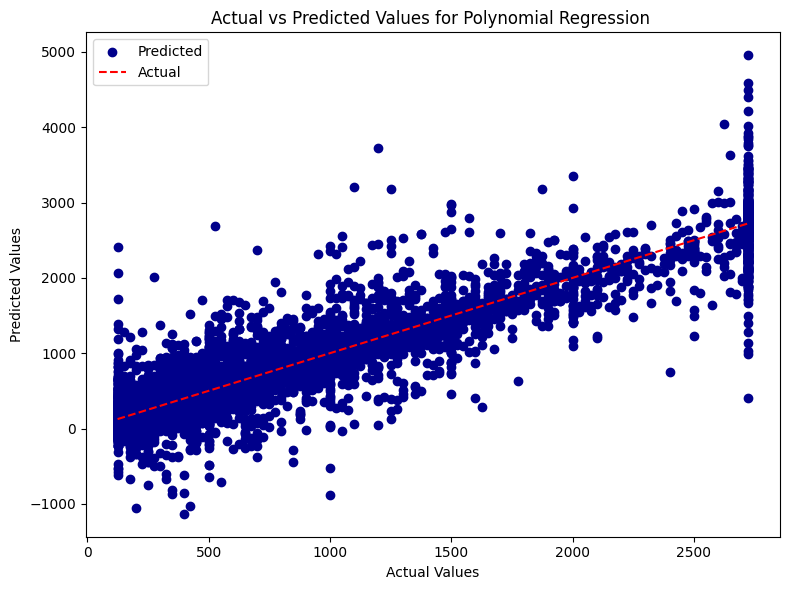 Actual vs Predicted Values for Polynomial Regression
Predicted
Actual
Predicted Values
5000
4000
3000
2000
1000
0
−1000
0
500
1000
1500
2000
2500
Actual Values